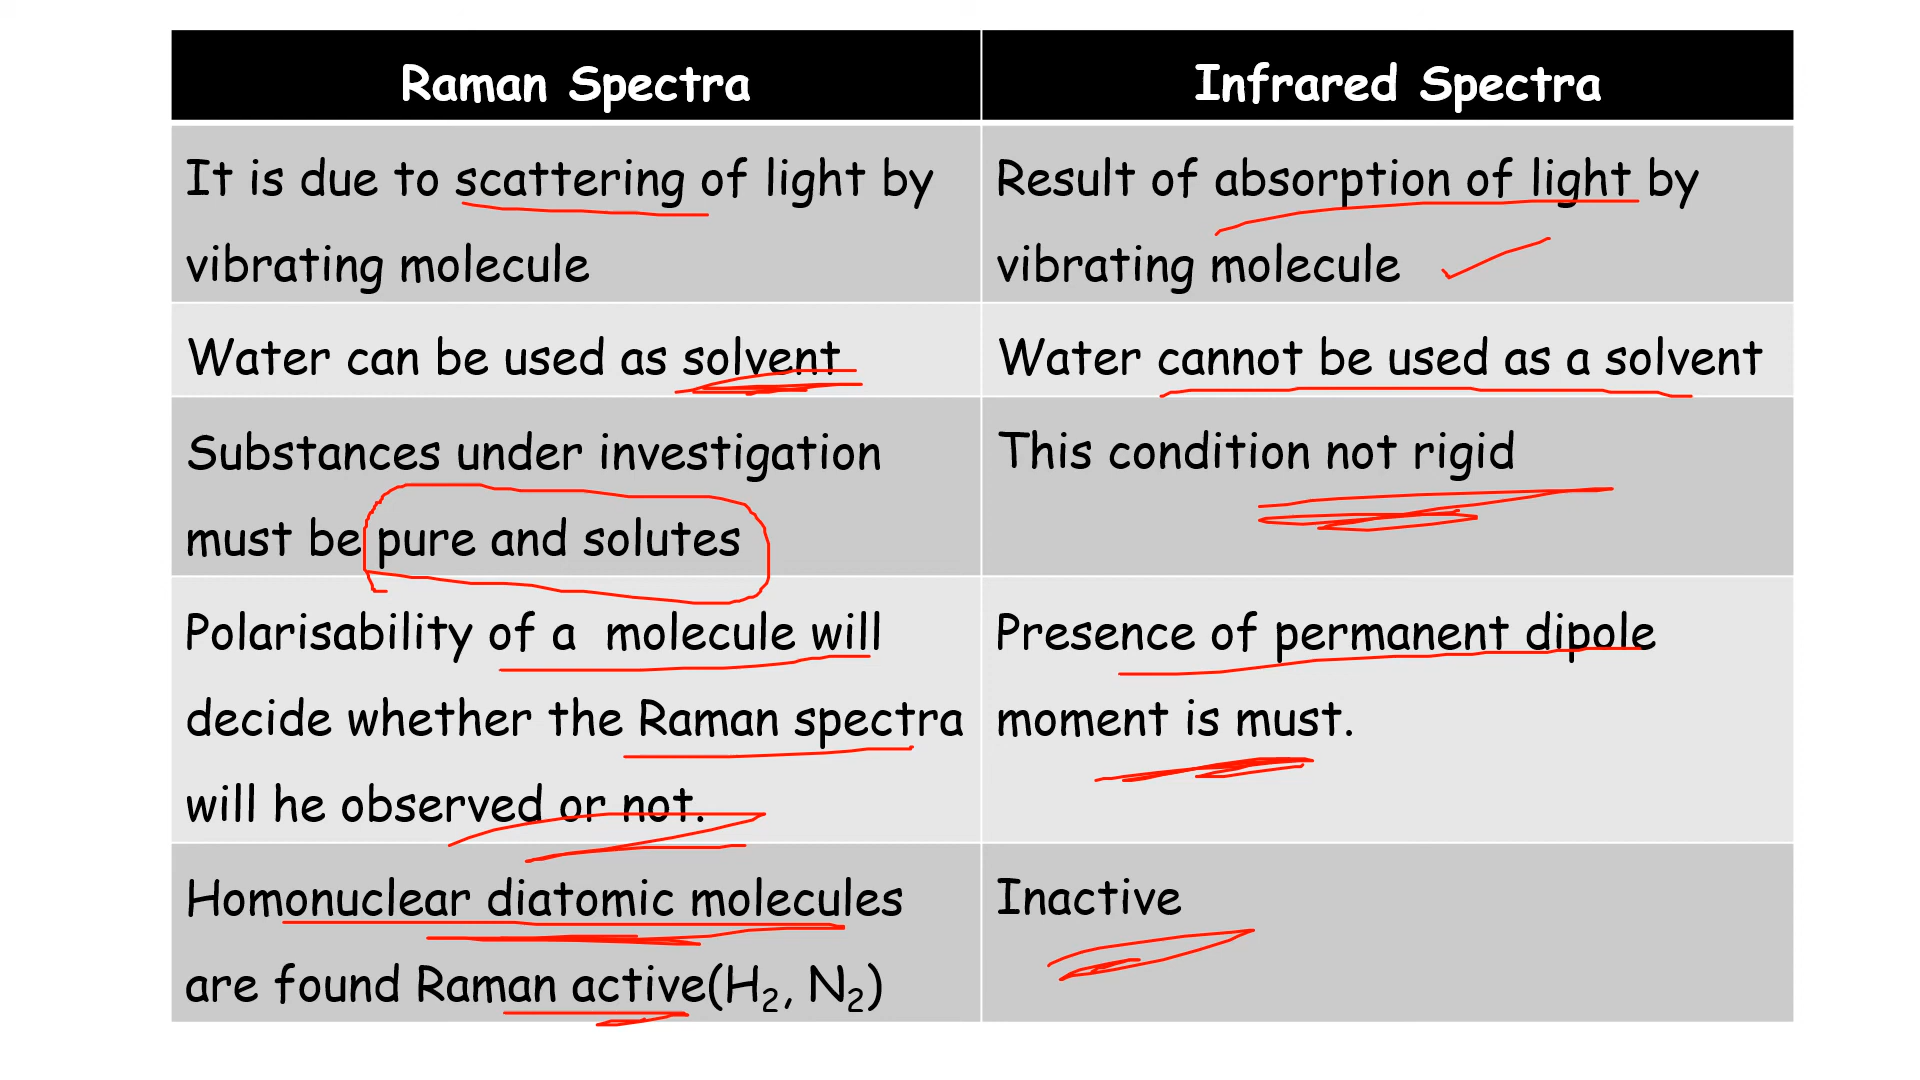 Raman Spectra
Infrared Spectra
It is due to scattering of light by
vibrating molecule
Result of absorption of light by
vibrating molecule
Water can be used as solvent
Water cannot be used as a solvent
Substances under investigation
must be pure and solutes
This condition not rigid
Polarisability of a molecule will
decide whether the Raman spectra
will he observed or not.
Presence of permanent dipole
moment is must.
Homonuclear diatomic molecules
are found Raman active(H₂, N₂)
Inactive